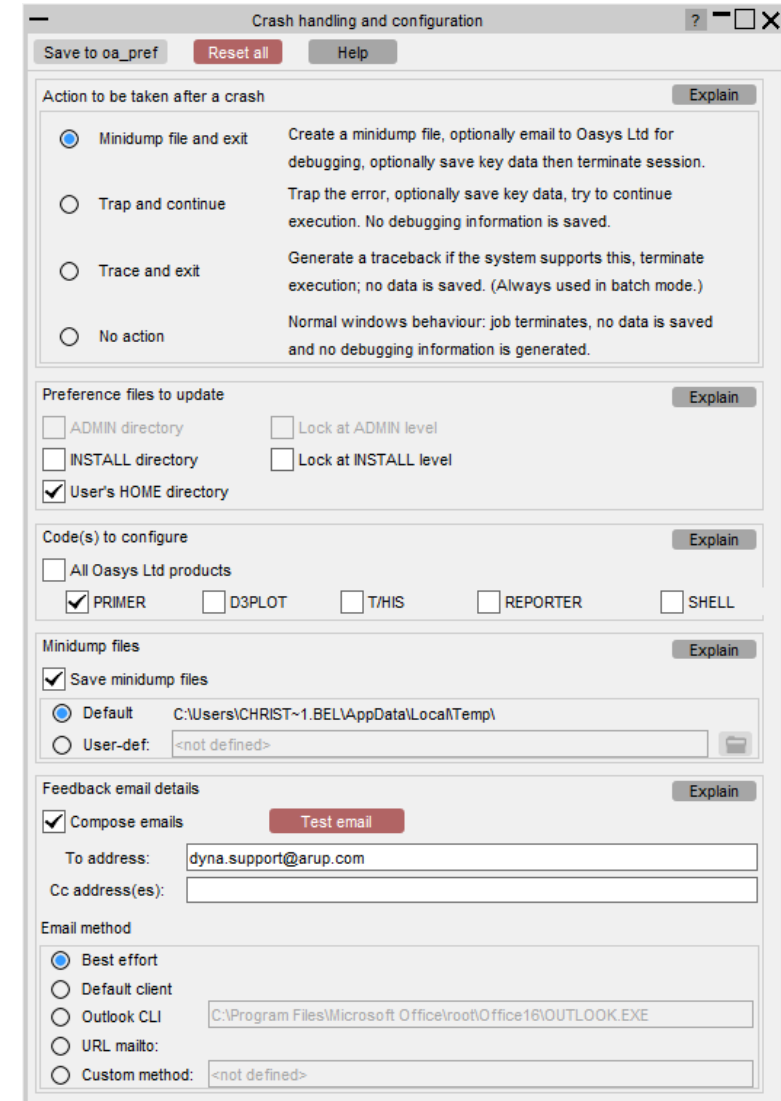 Crash handling and configuration ?
Save to oa_pref Reset all Help
Action to be taken after a crash Explain
Minidump file and exit Create a minidump file, optionally email to Oasys Ltd for
debugging, optionally save key data then terminate session.
Trap and continue Trap the error, optionally save key data, try to continue
execution. No debugging information is saved.
Trace and exit Generate a traceback if the system supports this, terminate
execution; no data is saved. (Always used in batch mode.)
No action Normal windows behaviour: job terminates, no data is saved
and no debugging information is generated.
Preference files to update Explain
ADMIN directory Lock at ADMIN level
INSTALL directory Lock at INSTALL level
User's HOME directory
Code(s) to configure Explain
All Oasys Ltd products
PRIMER D3PLOT T/HIS REPORTER SHELL
Minidump files Explain
Save minidump files
Default C:\Users\CHRIST~1.BEL\AppData\Local\Temp\
User-def: <not defined>
Feedback email details Explain
Compose emails Test email
To address: dyna.support@arup.com
Cc address(es):
Email method
Best effort
Default client
Outlook CLI C:\Program Files\Microsoft Office\root\Office16\OUTLOOK.EXE
URL mailto:
Custom method: <not defined>